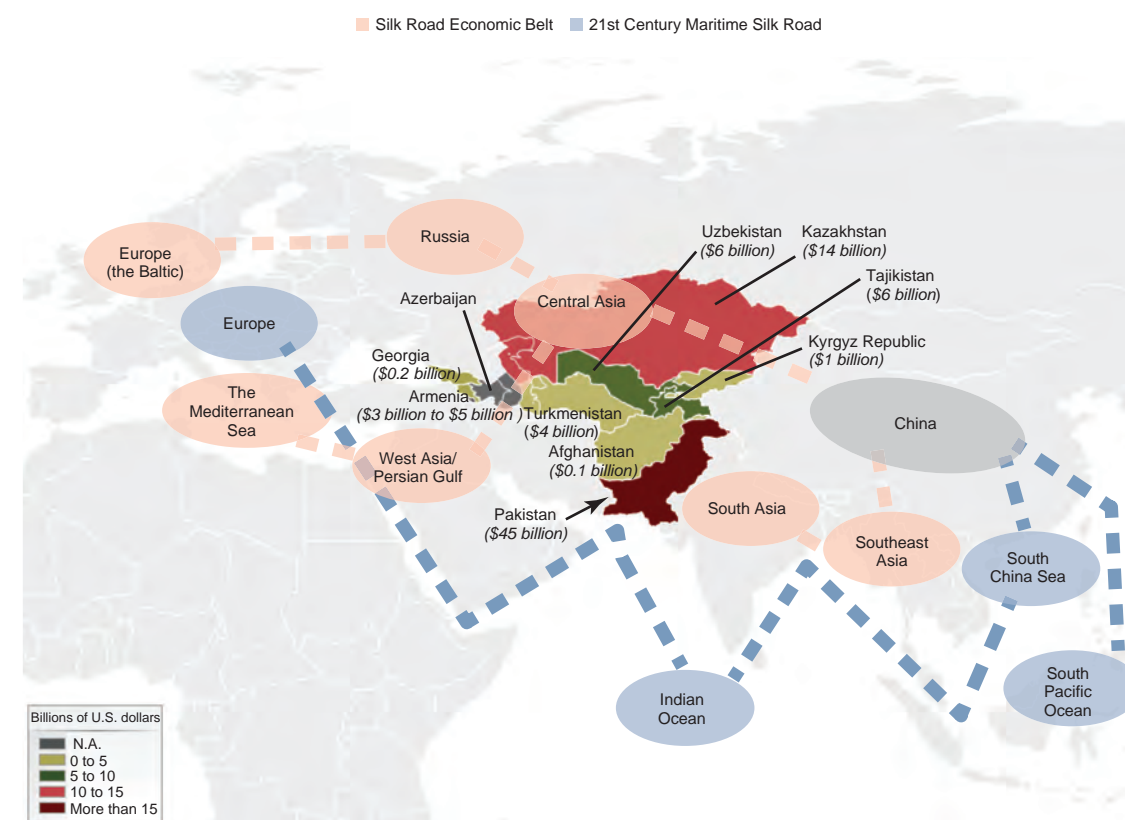 Silk Road Economic Belt
21st Century Maritime Silk Road
Uzbekistan
($6 billion)
Kazakhstan
($14 billion)
Tajikistan
($6 billion)
Russia
Europe
(the Baltic)
Central Asia
Azerbaijan
Europe
Kyrgyz Republic
($1 billion)
Georgia
($0.2 billion)
Armenia
($3 billion to $5 billion )
The
Mediterranean
Sea
Turkmenistan
($4 billion)
China
Afghanistan
($0.1 billion)
West Asia/
Persian Gulf
South Asia
Pakistan
($45 billion)
Southeast
Asia
South
China Sea
Indian
Ocean
South
Pacific
Ocean
Billions of U.S. dollars
N.A.
0 to 5
5 to 10
10 to 15
More than 15